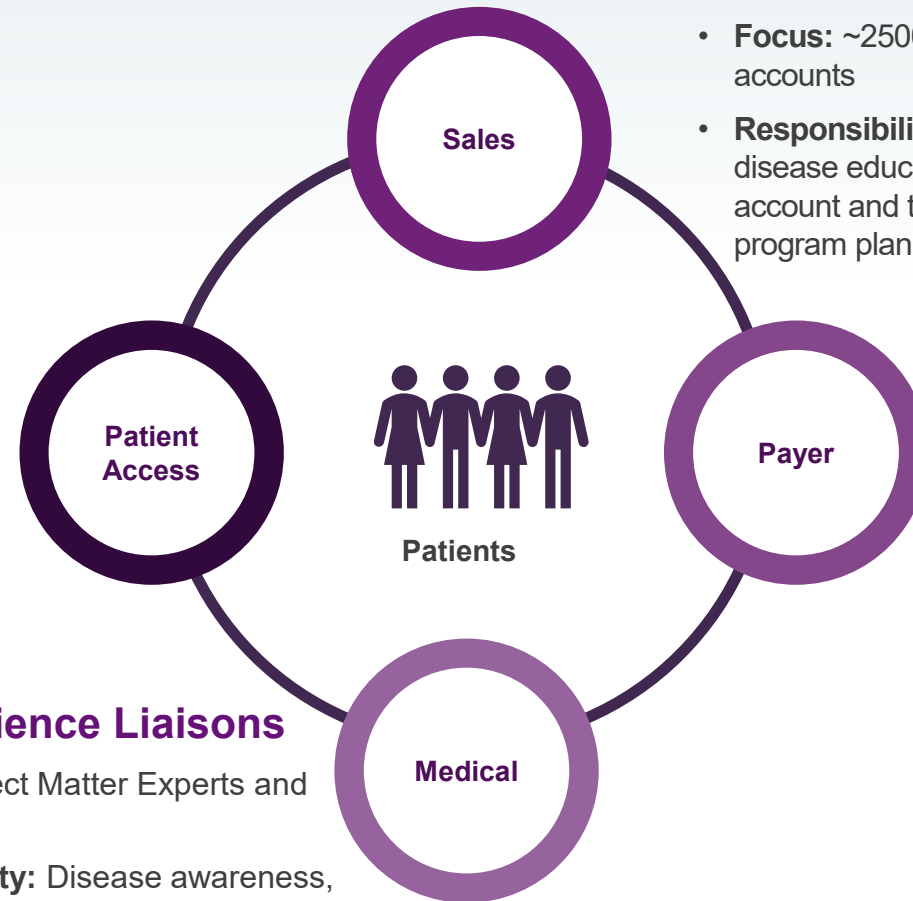 • Focus: ~250
accounts
• Responsibili
disease educ
account and t
program plan
Sales
Patient
Access
Payer
Patients
Medical
ience Liaisons
ect Matter Experts and
ty: Disease awareness,